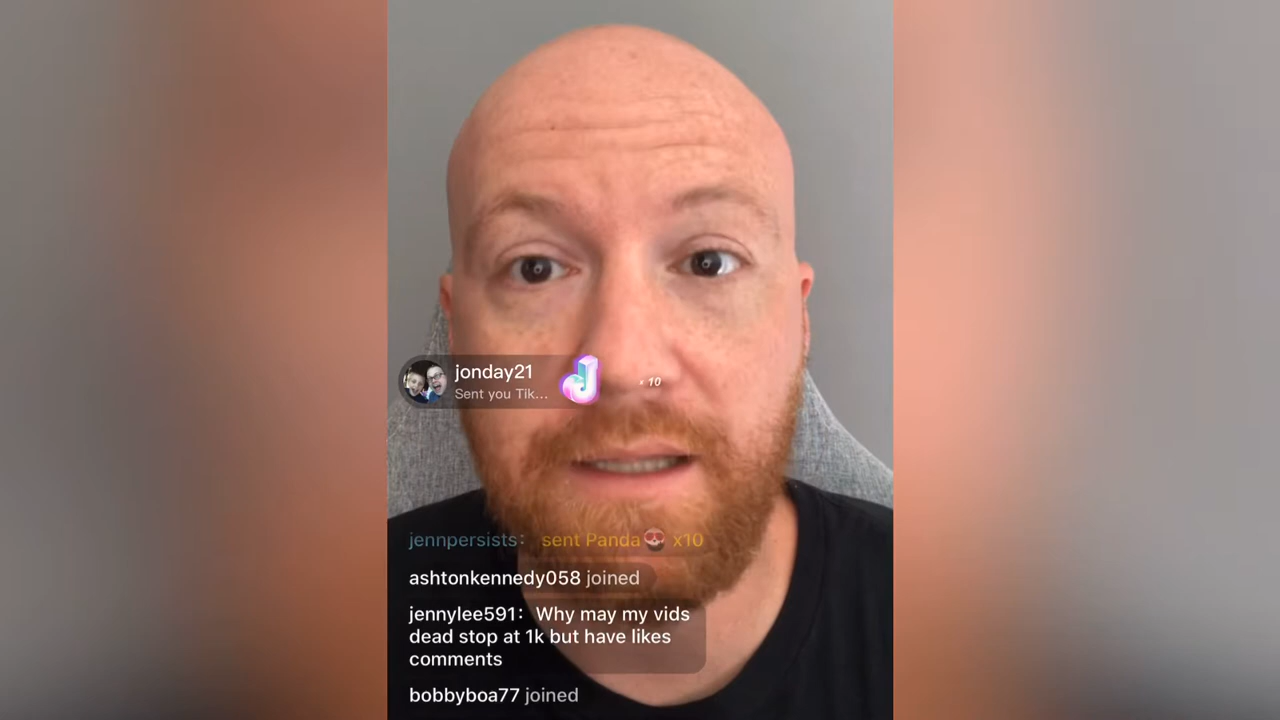 jonday21
Sent you Tik...
x 10
jennpersists: sent Panda x10
ashtonkennedy058 joined
jennylee591: Why may my vids
dead stop at 1k but have likes
comments
bobbyboa77 joined